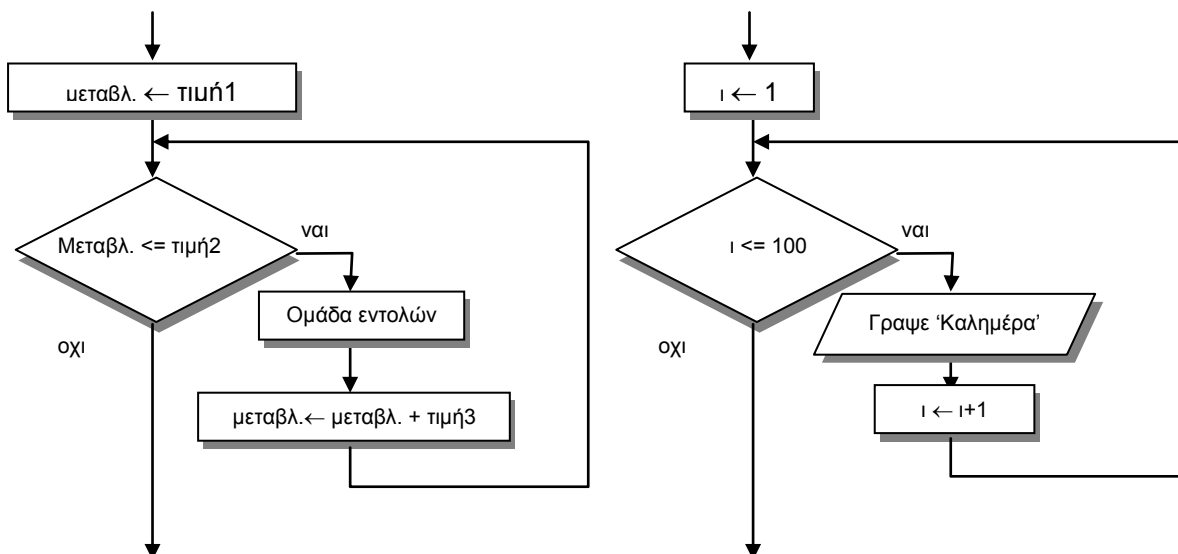 μεταβλ. ← τιμή1
Μεταβλ. <= τιμή2
ναι
Ομάδα εντολών
οχι
μεταβλ.← μεταβλ. + τιμή3
ι ← 1
ι <= 100
ναι
Γραψε ‘Καλημέρα’
οχι
ι ← ι+1